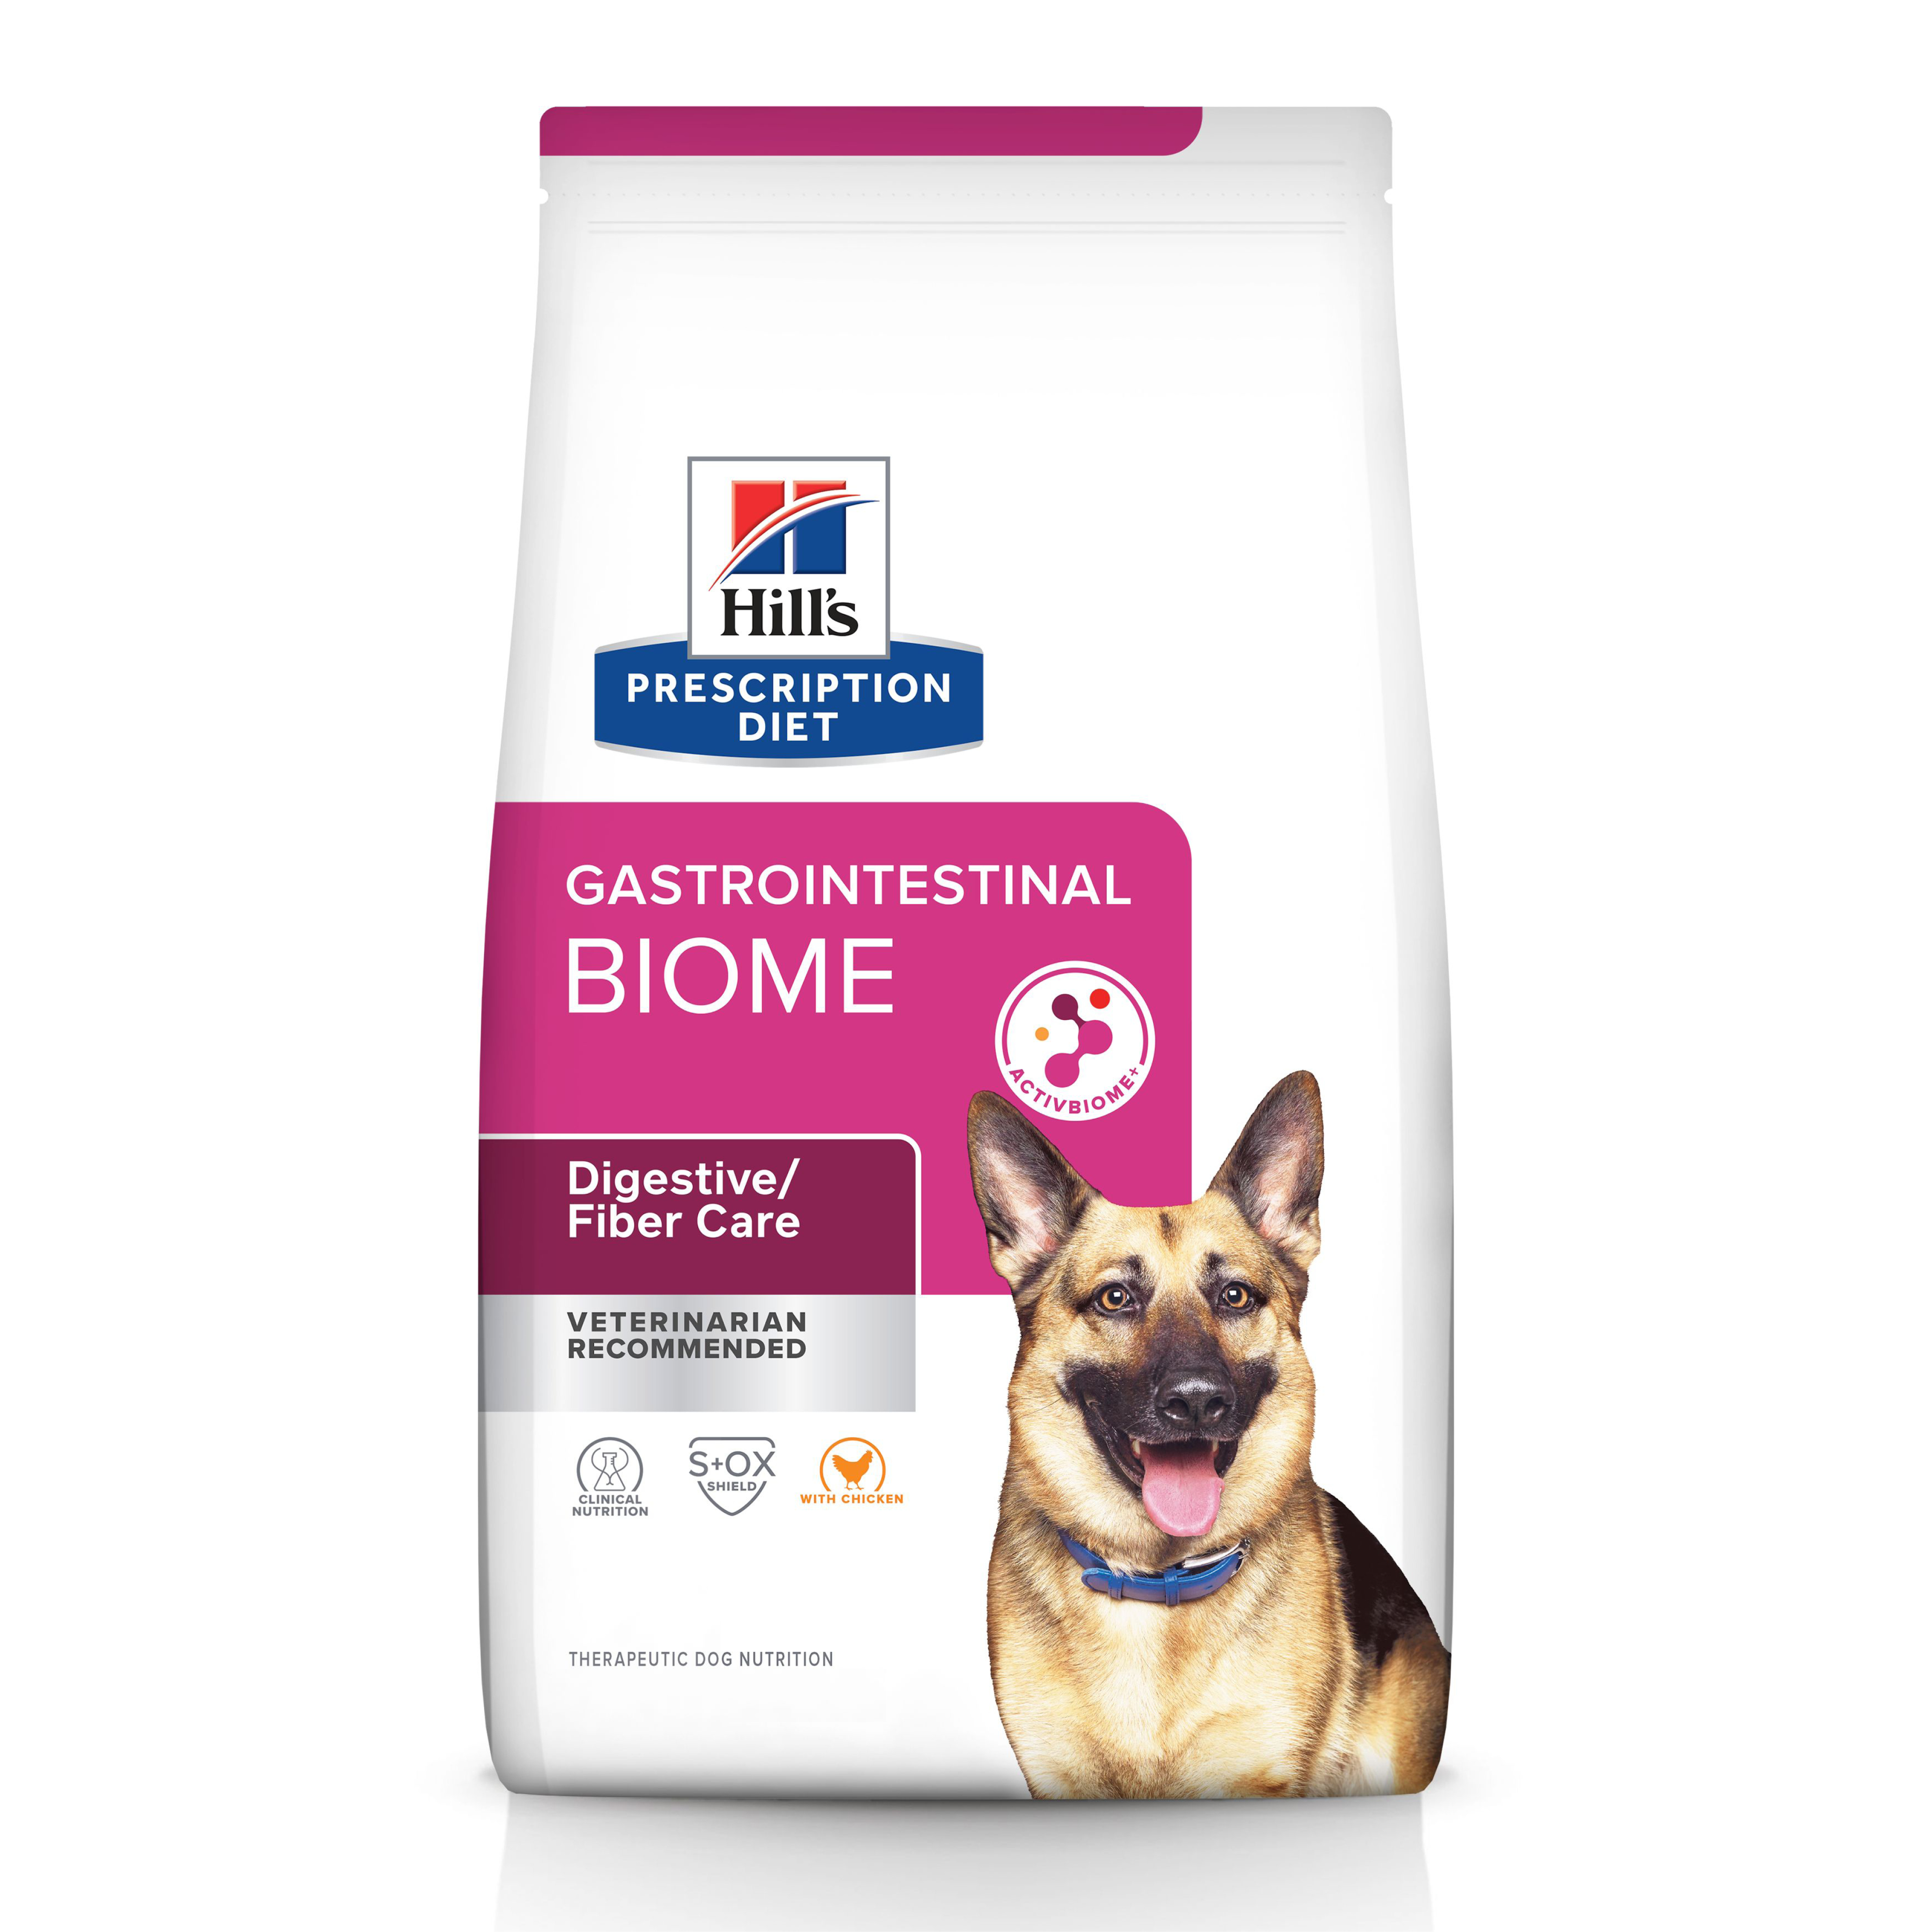 Hill's
PRESCRIPTION
DIET
GASTROINTESTINAL
BIOME
ACTIVBIOME+
Digestive/
Fiber Care
VETERINARIAN
RECOMMENDED
CLINICAL
NUTRITION
S+OX
SHIELD
WITH CHICKEN
THERAPEUTIC DOG NUTRITION